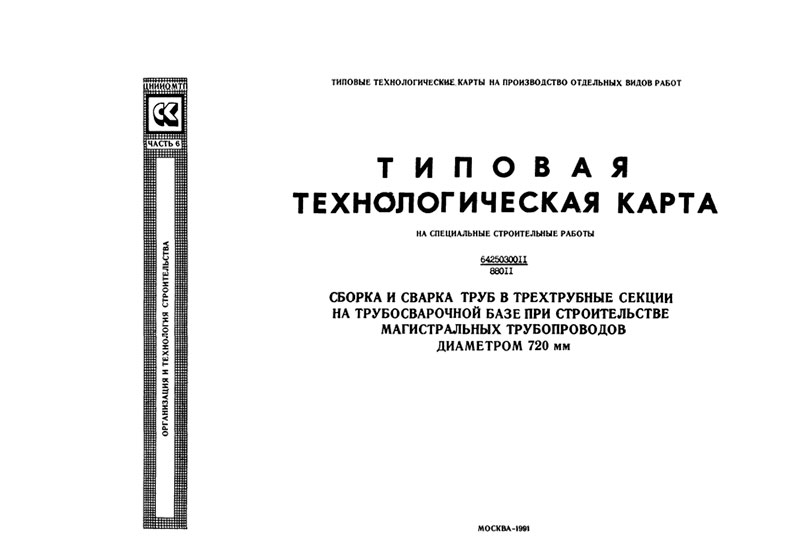 ТИПОВЫЕ ТЕХНОЛОГИЧЕСКИЕ КАРТЫ НА ПРОИЗВОДСТВО ОТДЕЛЬНЫХ ВИДОВ РАБОТ
ЦНИИОМТП
СК
ЧАСТЬ 6
ОРГАНИЗАЦИЯ И ТЕХНОЛОГИЯ СТРОИТЕЛЬСТВА
ТИПОВАЯ
ТЕХНОЛОГИЧЕСКАЯ КАРТА
НА СПЕЦИАЛЬНЫЕ СТРОИТЕЛЬНЫЕ РАБОТЫ
6425030011
88011
СБОРКА И СВАРКА ТРУБ В ТРЕХТРУБНЫЕ СЕКЦИИ
НА ТРУБОСВАРОЧНОЙ БАЗЕ ПРИ СТРОИТЕЛЬСТВЕ
МАГИСТРАЛЬНЫХ ТРУБОПРОВОДОВ
ДИАМЕТРОМ 720 мм
МОСКВА-1991